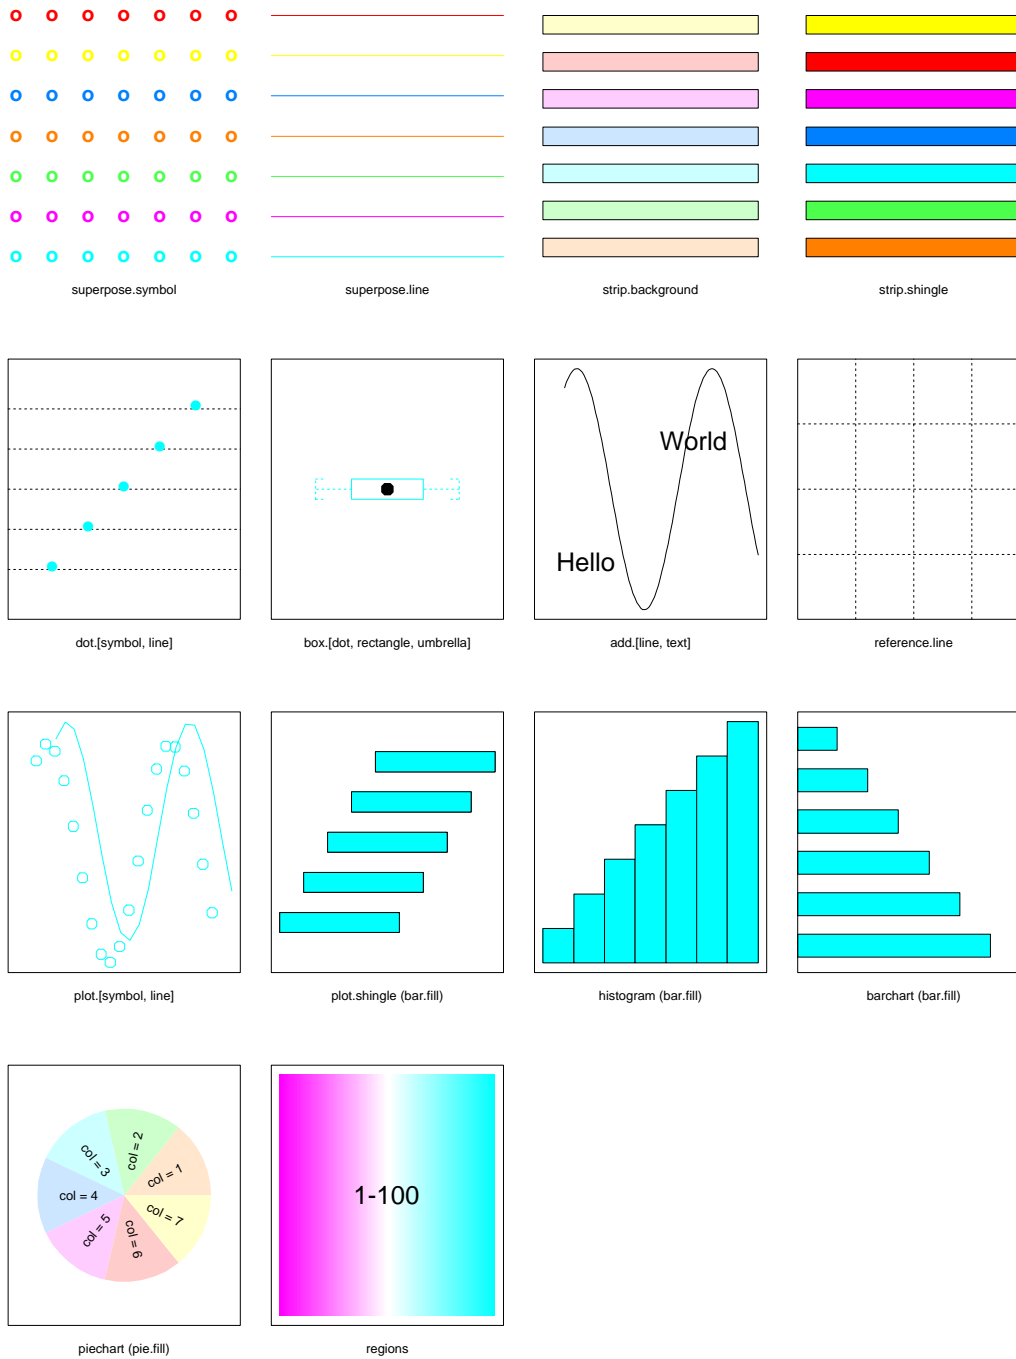 o o o o o o o
o o o o o o o
o o o o o o o
o o o o o o o
o o o o o o o
o o o o o o o
o o o o o o o
superpose.symbol
superpose.line
strip.background
strip.shingle
World
Hello
dot.[symbol, line]
box.[dot, rectangle, umbrella]
add.[line, text]
reference.line
plot.[symbol, line]
plot.shingle (bar.fill)
histogram (bar.fill)
barchart (bar.fill)
col = 1
col = 2
col = 3
col = 4
col = 5
col = 6
col = 7
1-100
piechart (pie.fill)
regions